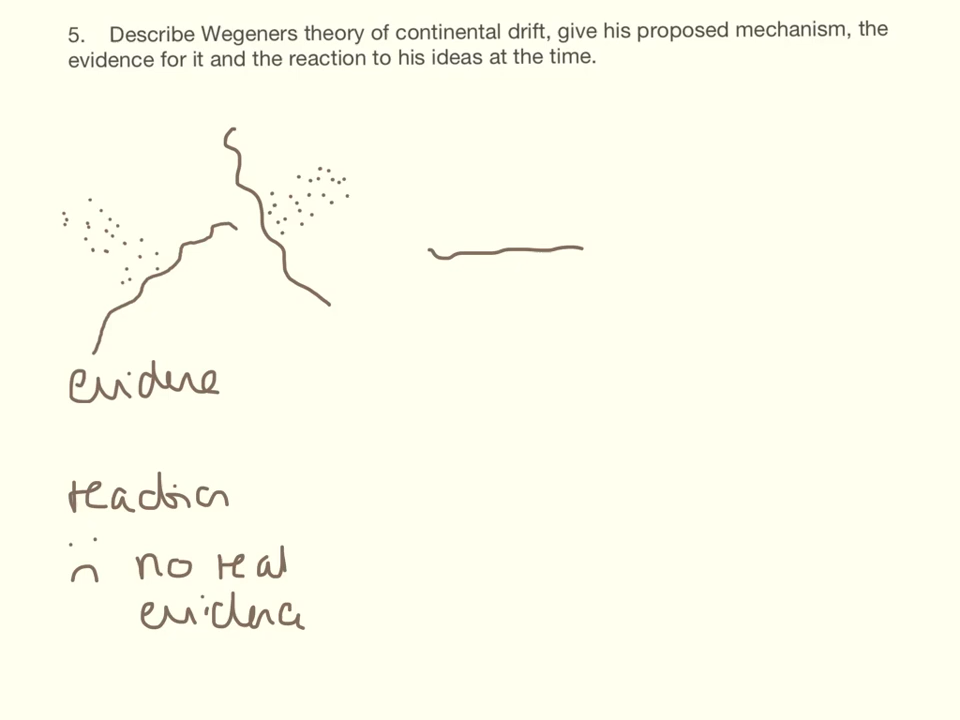 5. Describe Wegeners theory of continental drift, give his proposed mechanism, the
evidence for it and the reaction to his ideas at the time.
evidence
reaction
no real
evidence